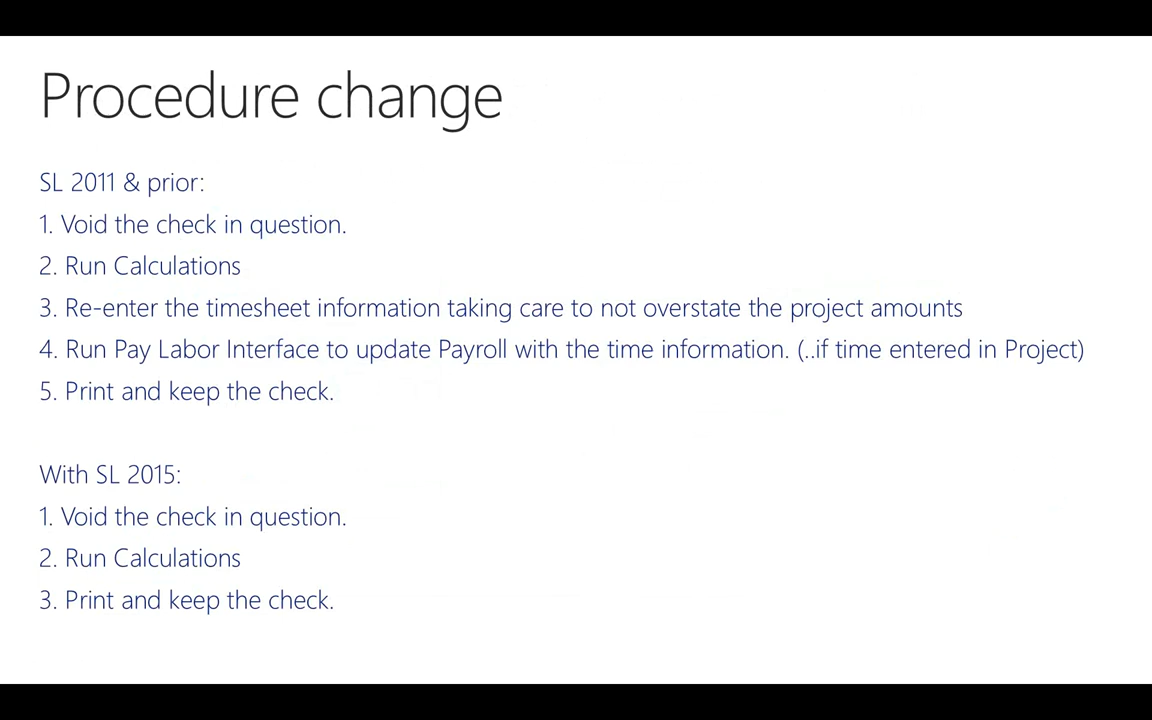 Procedure change
SL 2011 & prior:
1. Void the check in question.
2. Run Calculations
3. Re-enter the timesheet information taking care to not overstate the project amounts
4. Run Pay Labor Interface to update Payroll with the time information. (..if time entered in Project)
5. Print and keep the check.
With SL 2015:
1. Void the check in question.
2. Run Calculations
3. Print and keep the check.